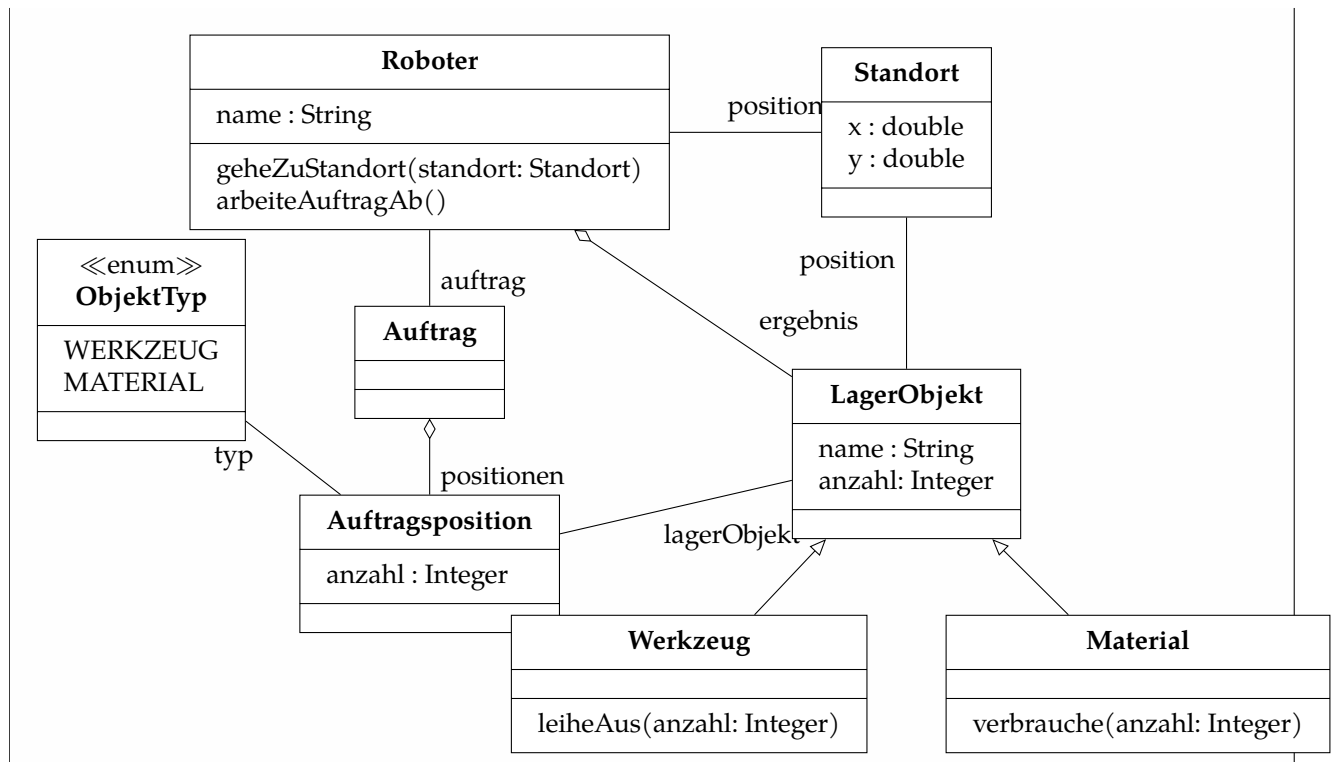 Roboter
name : String
geheZuStandort(standort: Standort)
arbeiteAuftragAb()
position
Standort
x : double
y : double
≪enum≫
ObjektTyp
WERKZEUG
MATERIAL
auftrag
position
Auftrag
ergebnis
LagerObjekt
name : String
anzahl: Integer
typ
positionen
Auftragsposition
anzahl : Integer
lagerObjekt
Werkzeug
leiheAus(anzahl: Integer)
Material
verbrauche(anzahl: Integer)